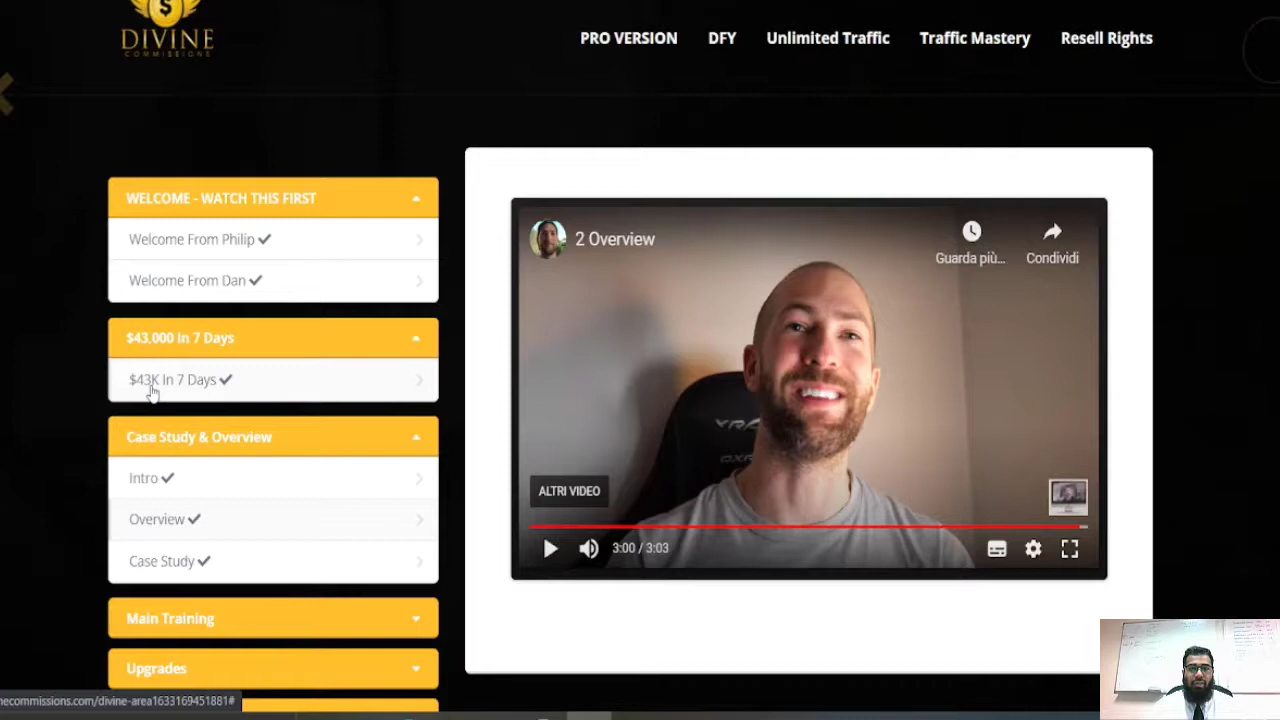 $
DIVINE
COMMISSIONS
PRO VERSION
DFY
Unlimited Traffic
Traffic Mastery
Resell Rights
WELCOME - WATCH THIS FIRST
Welcome From Philip
Welcome From Dan
$43,000 In 7 Days
$43K In 7 Days
Case Study & Overview
Intro
Overview
Case Study
Main Training
Upgrades
2 Overview
Guarda più...
Condividi
ALTRI VIDEO
3:00 / 3:03
necommissions.com/divine-area1633169451881#